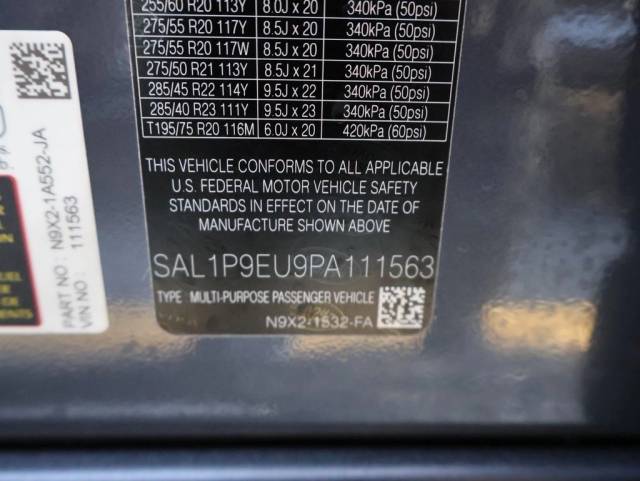 255/60 R20 113Y 8.0J x 20 340kPa (50psi)
275/55 R20 117Y 8.5J x 20 340kPa (50psi)
275/55 R20 117W 8.5J x 20 340kPa (50psi)
275/50 R21 113Y 8.5J x 21 340kPa (50psi)
285/45 R22 114Y 9.5J x 22 340kPa (50psi)
285/40 R23 111Y 9.5J x 23 340kPa (50psi)
T195/75 R20 116M 6.0J x 20 420kPa (60psi)
THIS VEHICLE CONFORMS TO ALL APPLICABLE
U.S. FEDERAL MOTOR VEHICLE SAFETY
STANDARDS IN EFFECT ON THE DATE OF
MANUFACTURE SHOWN ABOVE
SAL1P9EU9PA111563
TYPE: MULTI-PURPOSE PASSENGER VEHICLE
N9X2-1532-FA
PART NO: N9X2-1A552-JA
VIN NO: 111563